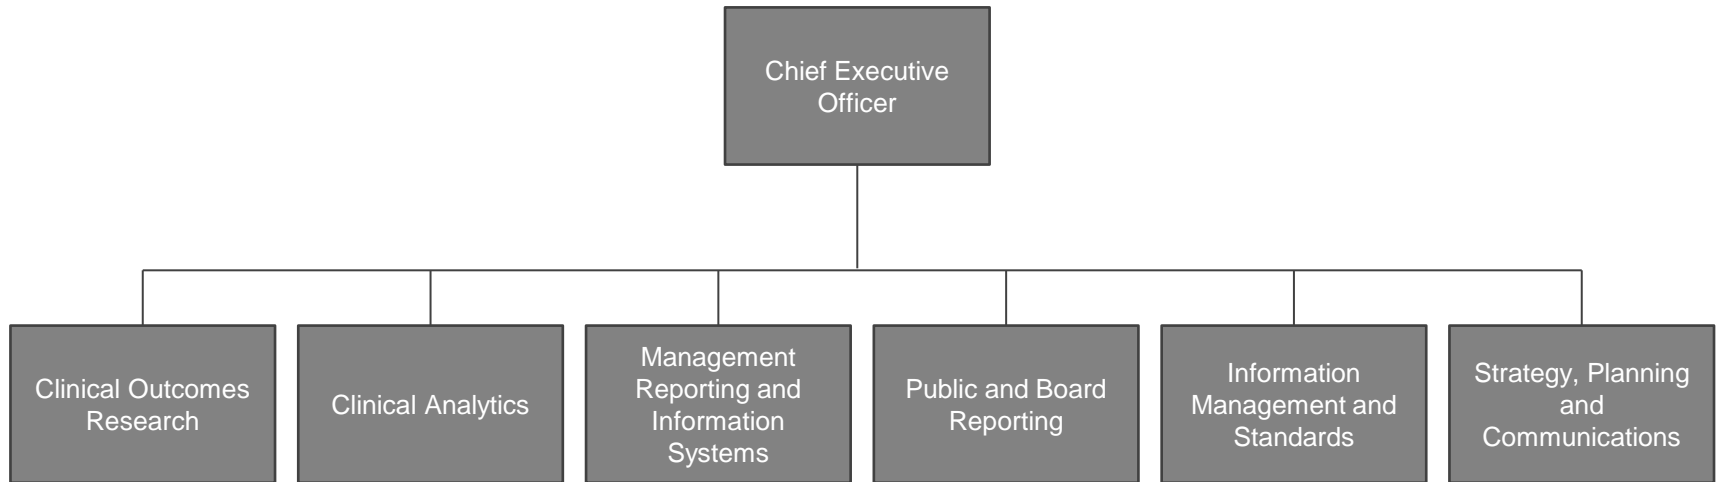 Chief Executive
Officer
Clinical Outcomes
Research
Clinical Analytics
Management
Reporting and
Information
Systems
Public and Board
Reporting
Information
Management and
Standards
Strategy, Planning
and
Communications